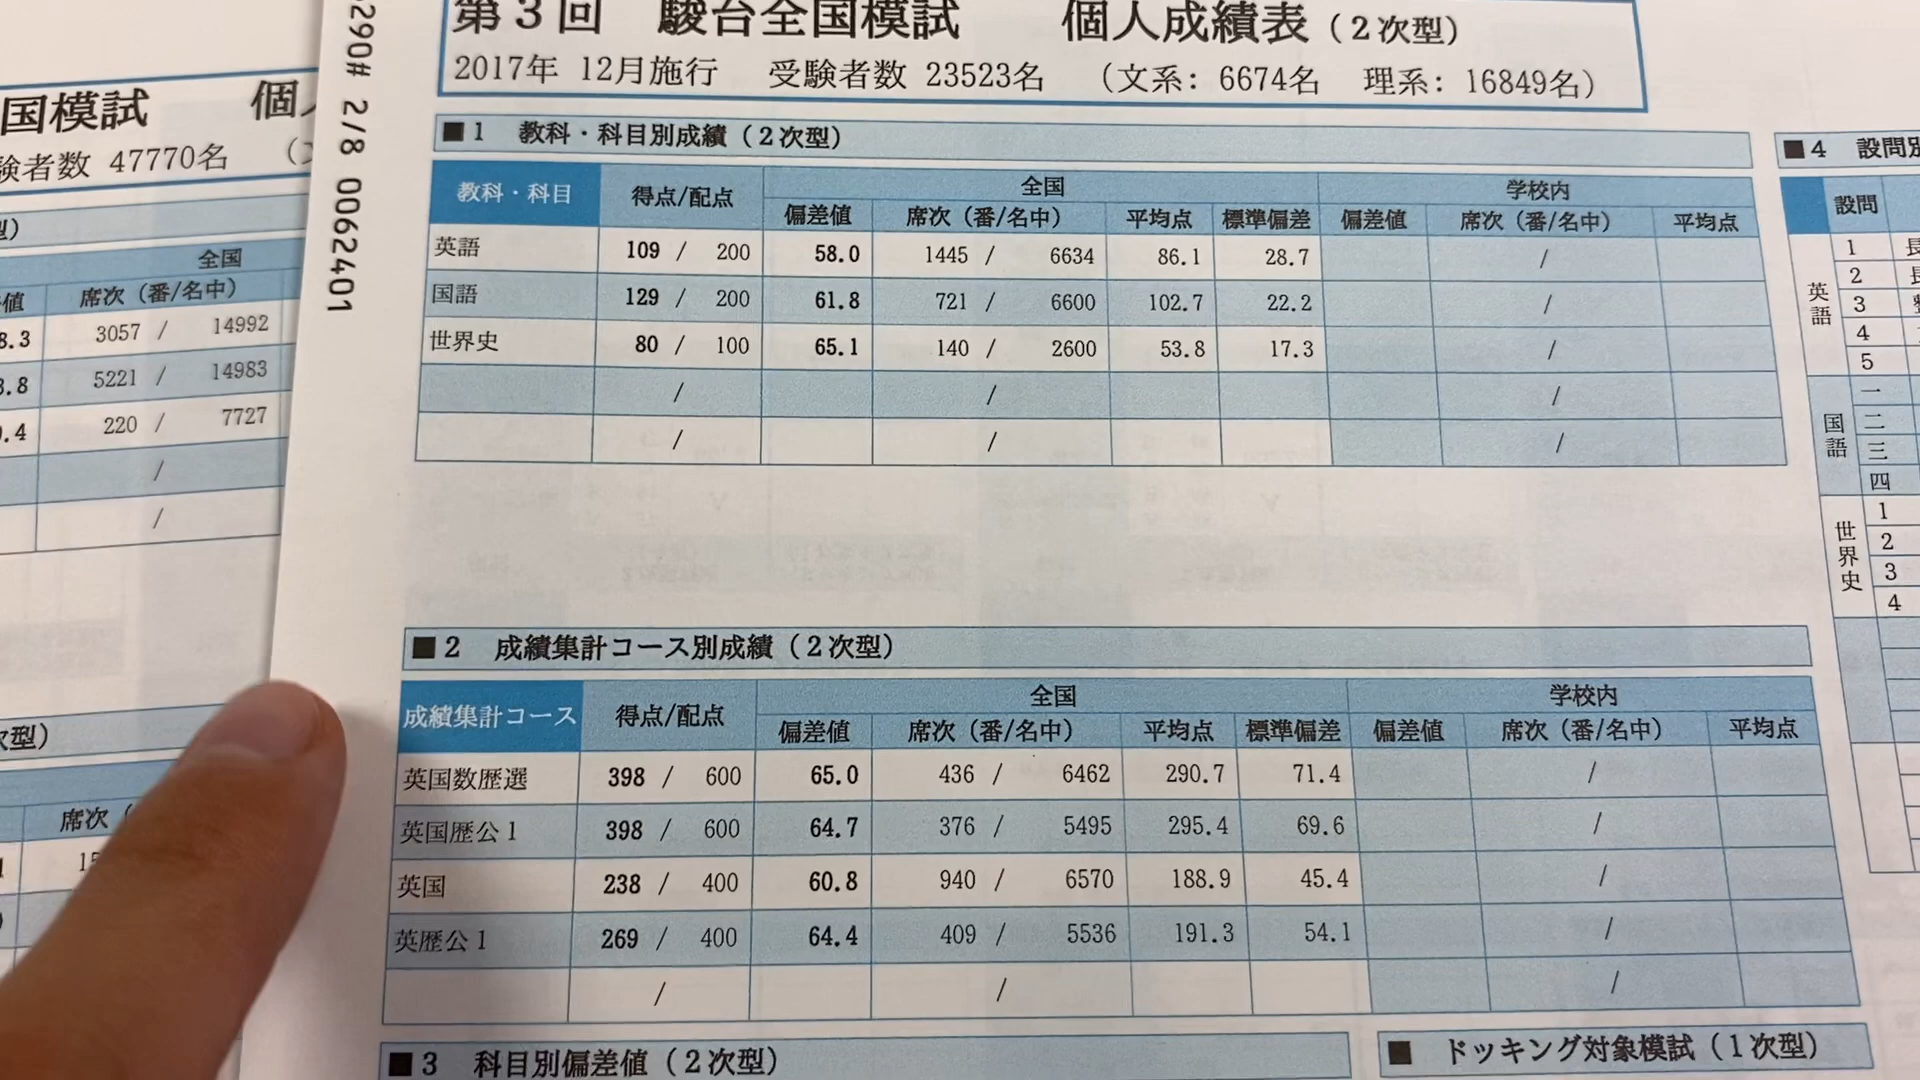 国模試 個
験者数 47770名
型)
全国
値 席次（番/名中）
8.3 3057 / 14992
8.8 5221 / 14983
.4 220 / 7727
/
/
次型)
席次
290# 2/8 00622401
第3回 駿台全国模試 個人成績表（2次型）
2017年 12月施行 受験者数 23523名 （文系: 6674名 理系: 16849名）
■1 教科・科目別成績（2次型）
教科・科目 得点/配点 全国 学校内
偏差値 席次（番/名中） 平均点 標準偏差 偏差値 席次（番/名中） 平均点
英語 109 / 200 58.0 1445 / 6634 86.1 28.7 /
国語 129 / 200 61.8 721 / 6600 102.7 22.2 /
世界史 80 / 100 65.1 140 / 2600 53.8 17.3 /
/ / /
/ / /
■2 成績集計コース別成績（2次型）
成績集計コース 得点/配点 全国 学校内
偏差値 席次（番/名中） 平均点 標準偏差 偏差値 席次（番/名中） 平均点
英国数歴選 398 / 600 65.0 436 / 6462 290.7 71.4 /
英国歴公1 398 / 600 64.7 376 / 5495 295.4 69.6 /
英国 238 / 400 60.8 940 / 6570 188.9 45.4 /
英歴公1 269 / 400 64.4 409 / 5536 191.3 54.1 /
/ / /
■3 科目別偏差値（2次型）
■ ドッキング対象模試（1次型）
■4 設問別
設問
英語
1 長
2 長
3
4
5
国語
一
二
三
四
世界史
1
2
3
4